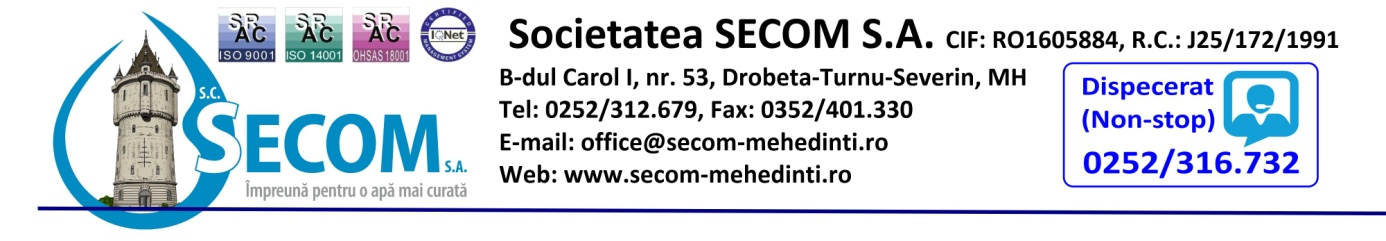 SR
AC
ISO 9001
SR
AC
ISO 14001
SR
AC
OHSAS 18001
CERTIFIED
IQNet
MANAGEMENT SYSTEM
S.C.
SECOM
S.A.
Împreună pentru o apă mai curată
Societatea SECOM S.A. CIF: RO1605884, R.C.: J25/172/1991
B-dul Carol I, nr. 53, Drobeta-Turnu-Severin, MH
Tel: 0252/312.679, Fax: 0352/401.330
E-mail: office@secom-mehedinti.ro
Web: www.secom-mehedinti.ro
Dispecerat
(Non-stop)
0252/316.732